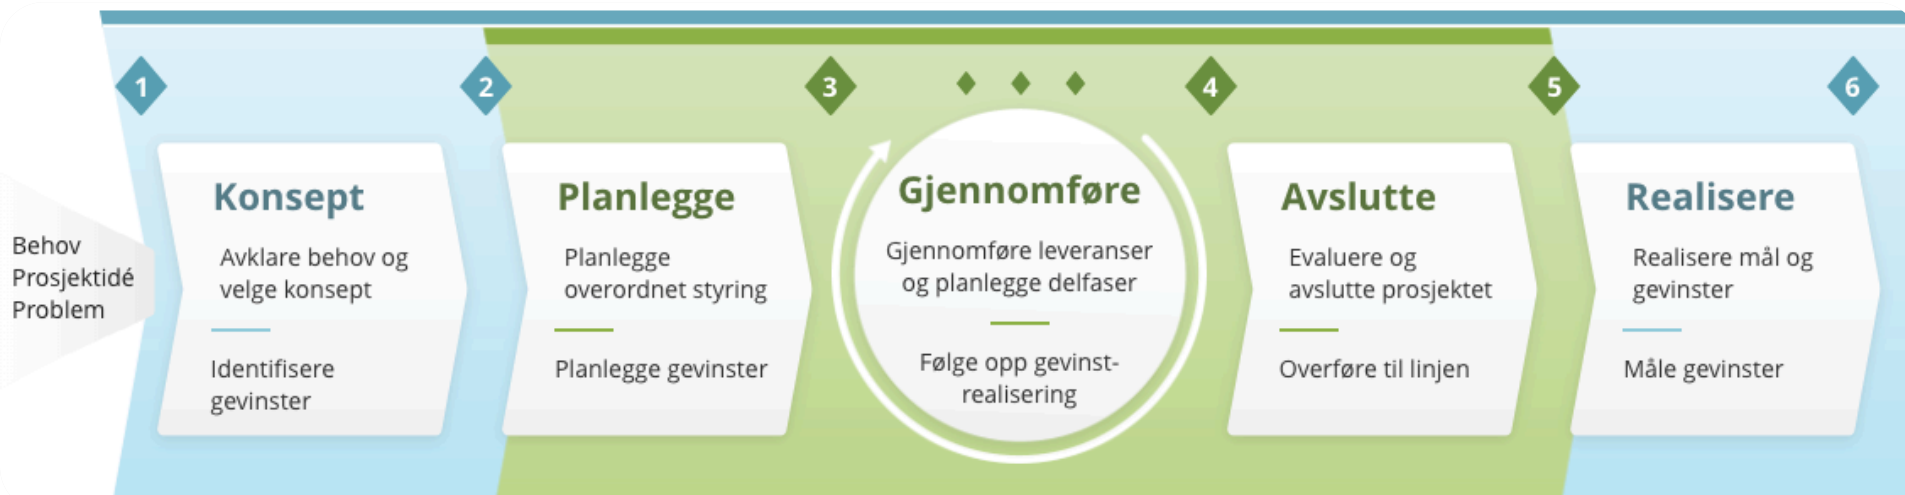 1
2
3
4
5
6
Behov
Prosjektidé
Problem
Konsept
Avklare behov og
velge konsept
Identifisere
gevinster
Planlegge
Planlegge
overordnet styring
Planlegge gevinster
Gjennomføre
Gjennomføre leveranser
og planlegge delfaser
Følge opp gevinst-
realisering
Avslutte
Evaluere og
avslutte prosjektet
Overføre til linjen
Realisere
Realisere mål og
gevinster
Måle gevinster